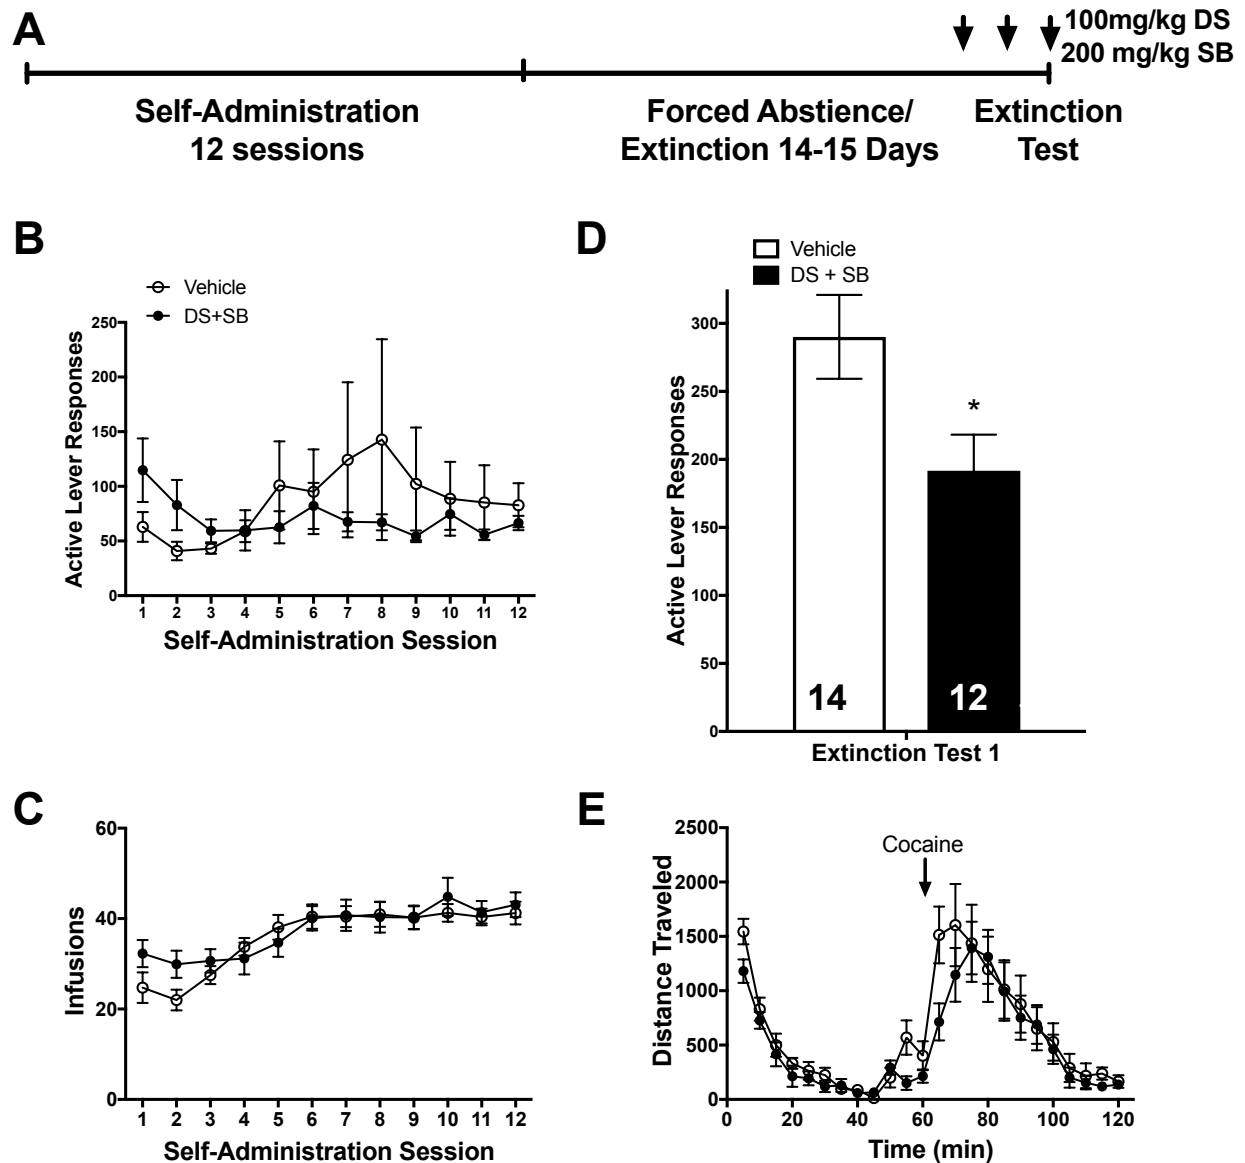 A
100mg/kg DS
200 mg/kg SB
Self-Administration
12 sessions
Forced Abstience/
Extinction 14-15 Days
Extinction
Test
B
Vehicle
DS+SB
250
200
150
100
50
0
Active Lever Responses
1 2 3 4 5 6 7 8 9 10 11 12
Self-Administration Session
D
Vehicle
DS + SB
300
250
200
150
100
50
0
Active Lever Responses
*
14
12
Extinction Test 1
C
60
40
20
0
Infusions
1 2 3 4 5 6 7 8 9 10 11 12
Self-Administration Session
E
2500
2000
1500
1000
500
0
Distance Traveled
Cocaine
0 20 40 60 80 100 120
Time (min)